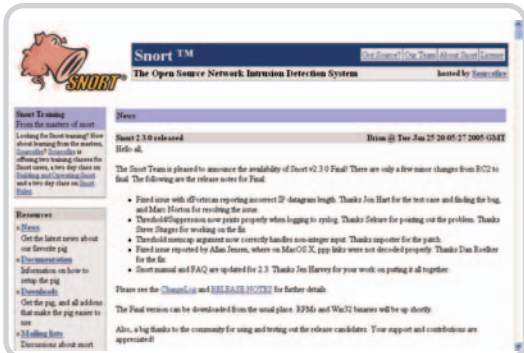 SNORT®
Snort ™
Got Source? | Our Team | About Snort | License
The Open Source Network Intrusion Detection System
hosted by Sourcefire
Snort Training
From the masters of snort
Looking for Snort training? How
about learning from the masters,
Sourcefire? Sourcefire is
offering two training classes for
Snort users, a two day class on
Building and Operating Snort
and a two day class on Snort
Rules.
Resources
» News
Get the latest news about
our favorite pig
» Documentation
Information on how to
setup the pig
» Downloads
Get the pig, and all addons
that make the pig easier to
use
» Mailing lists
Discussions about snort
News
Snort 2.3.0 released
Brian @ Tue Jan 25 20:05:27 2005 GMT
Hello all,
The Snort Team is pleased to announce the availability of Snort v2.3.0 Final! There are only a few minor changes from RC2 to
final. The following are the release notes for Final:
• Fixed issue with sfPortscan reporting incorrect IP datagram length. Thanks Jon Hart for the test case and finding the bug,
and Marc Norton for resolving the issue.
• Threshold/Suppression now prints properly when logging to syslog. Thanks Sekure for pointing out the problem. Thanks
Steve Sturges for working on the fix.
• Threshold memcap argument now correctly handles non-integer input. Thanks nnposter for the patch.
• Fixed issue reported by Allan Jensen, where on MacOS X, ppp links were not decoded properly. Thanks Dan Roelker
for the fix.
• Snort manual and FAQ are updated for 2.3. Thanks Jen Harvey for your work on putting it all together.
Please see the ChangeLog and RELEASE NOTES for further details.
The Final version can be downloaded from the usual place. RPMs and Win32 binaries will be up shortly.
Also, a big thanks to the community for using and testing out the release candidates. Your support and contributions are
appreciated!